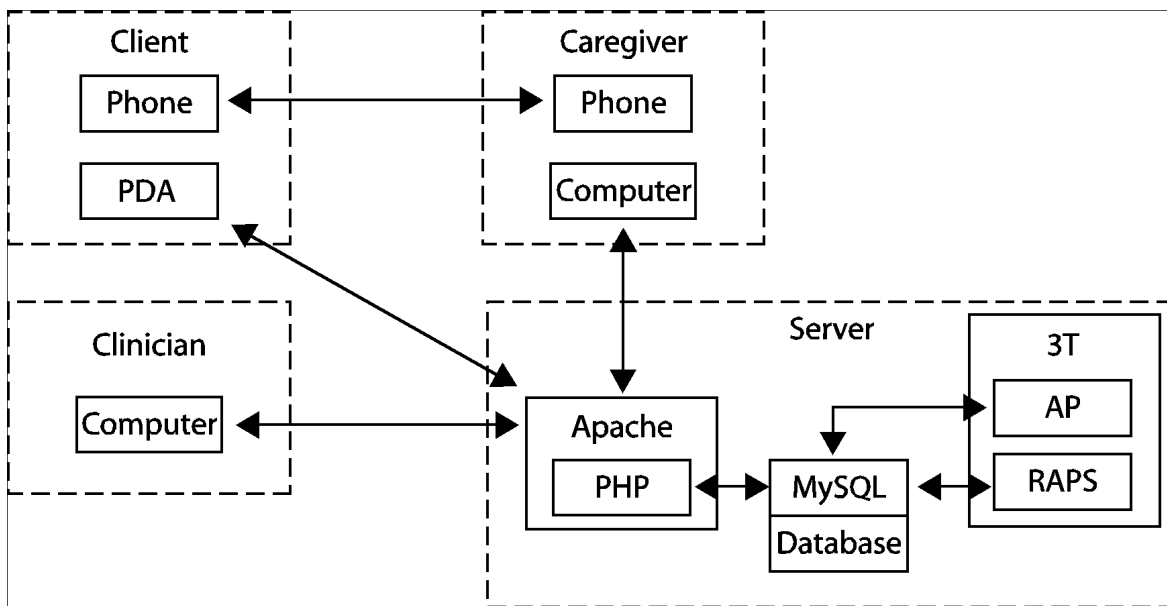 Client
Phone
PDA
Caregiver
Phone
Computer
Clinician
Computer
Server
Apache
PHP
MySQL
Database
3T
AP
RAPS